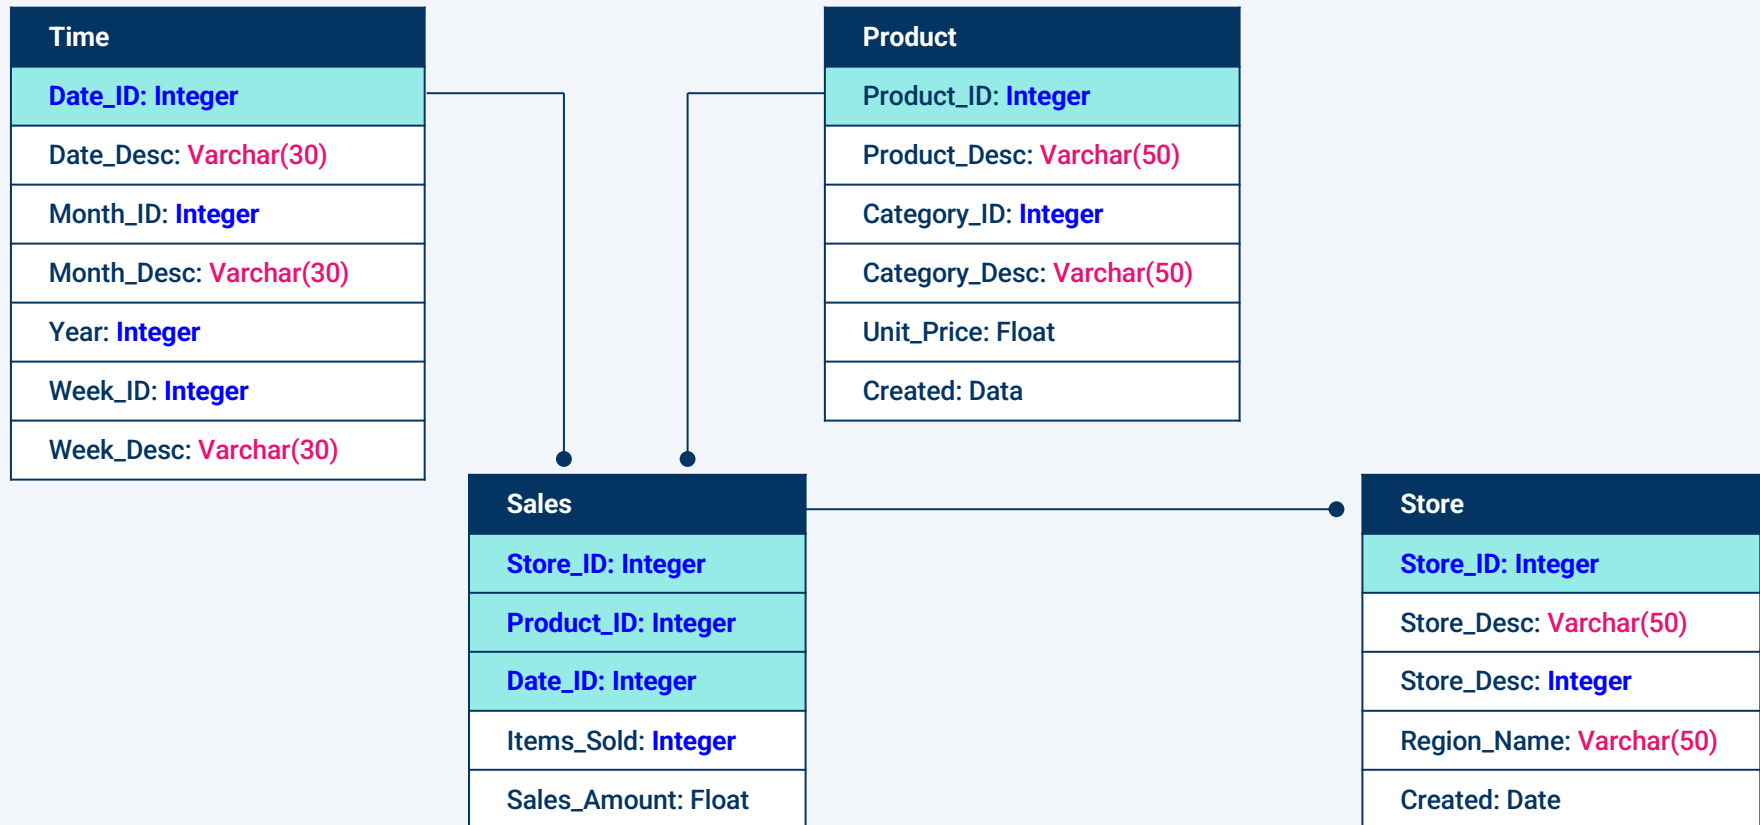 Time
Date_ID: Integer
Date_Desc: Varchar(30)
Month_ID: Integer
Month_Desc: Varchar(30)
Year: Integer
Week_ID: Integer
Week_Desc: Varchar(30)
Product
Product_ID: Integer
Product_Desc: Varchar(50)
Category_ID: Integer
Category_Desc: Varchar(50)
Unit_Price: Float
Created: Data
Sales
Store_ID: Integer
Product_ID: Integer
Date_ID: Integer
Items_Sold: Integer
Sales_Amount: Float
Store
Store_ID: Integer
Store_Desc: Varchar(50)
Store_Desc: Integer
Region_Name: Varchar(50)
Created: Date